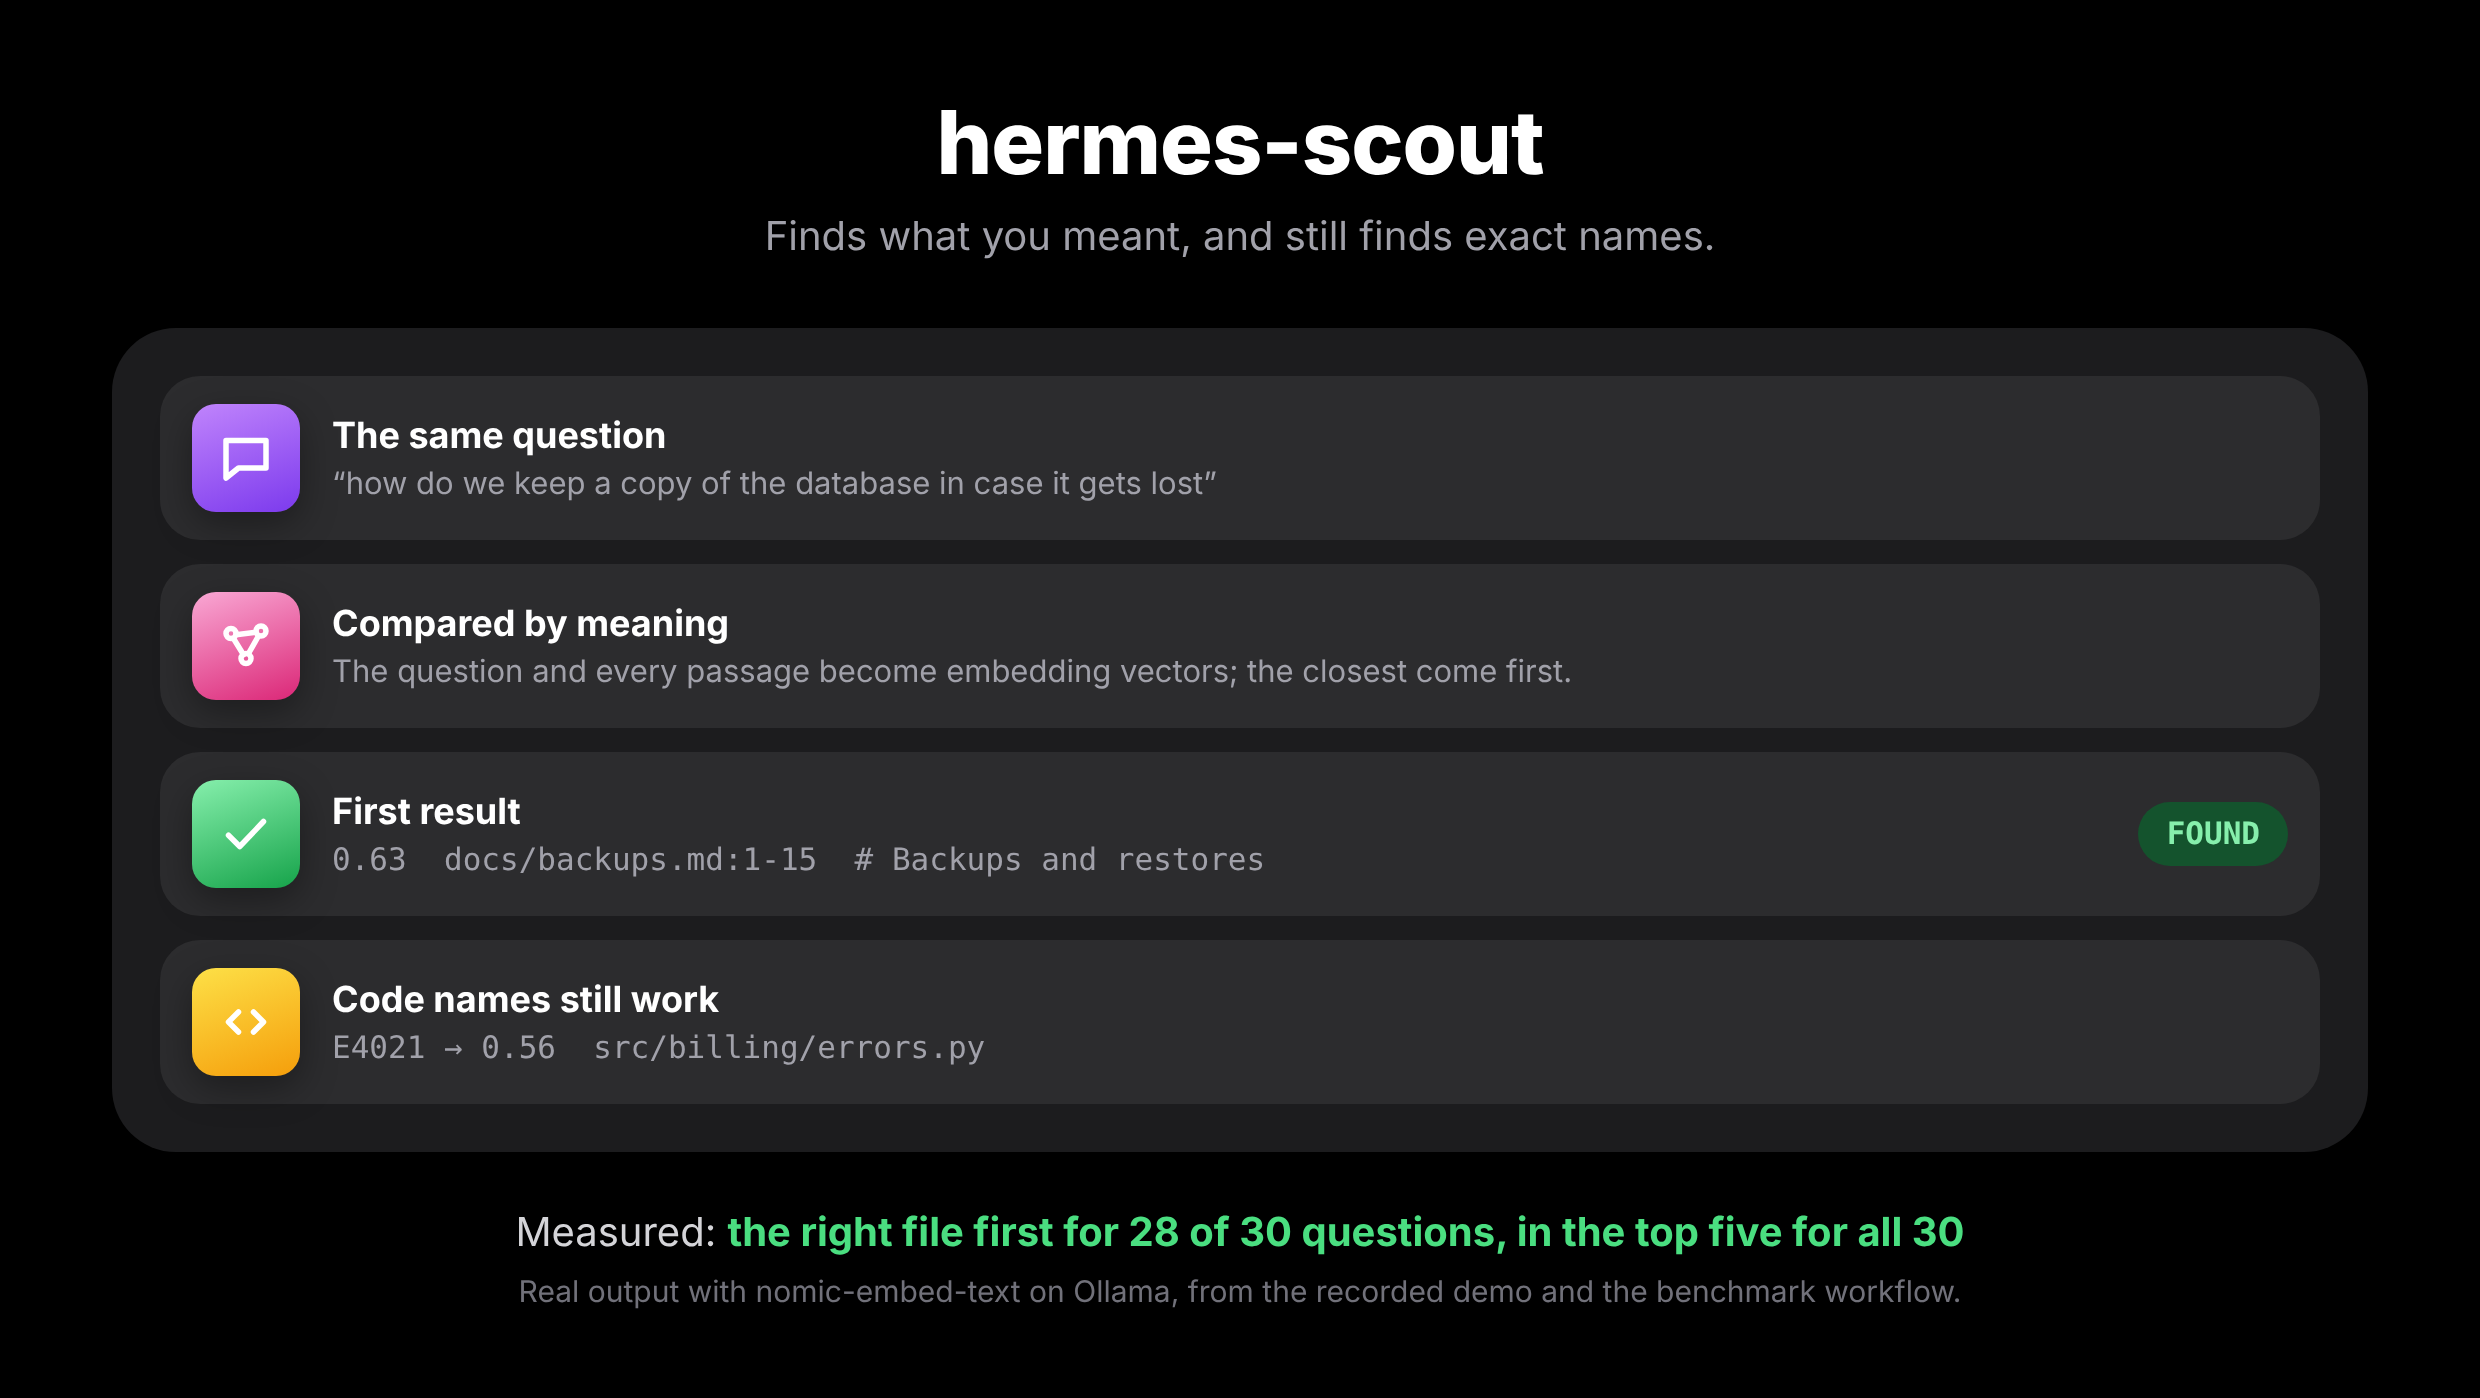 hermes-scout
Finds what you meant, and still finds exact names.
The same question
“how do we keep a copy of the database in case it gets lost”
Compared by meaning
The question and every passage become embedding vectors; the closest come first.
First result
0.63  docs/backups.md:1-15  # Backups and restores
FOUND
Code names still work
E4021 → 0.56  src/billing/errors.py
Measured: the right file first for 28 of 30 questions, in the top five for all 30
Real output with nomic-embed-text on Ollama, from the recorded demo and the benchmark workflow.